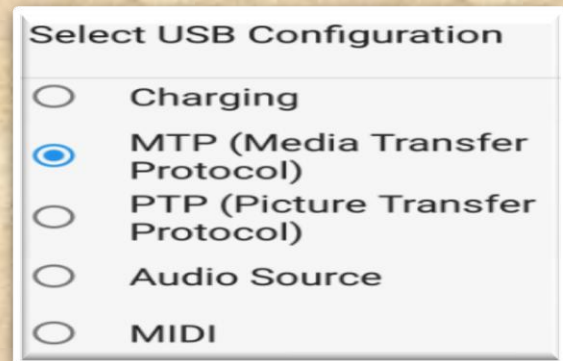 Select USB Configuration
Charging
MTP (Media Transfer
Protocol)
PTP (Picture Transfer
Protocol)
Audio Source
MIDI